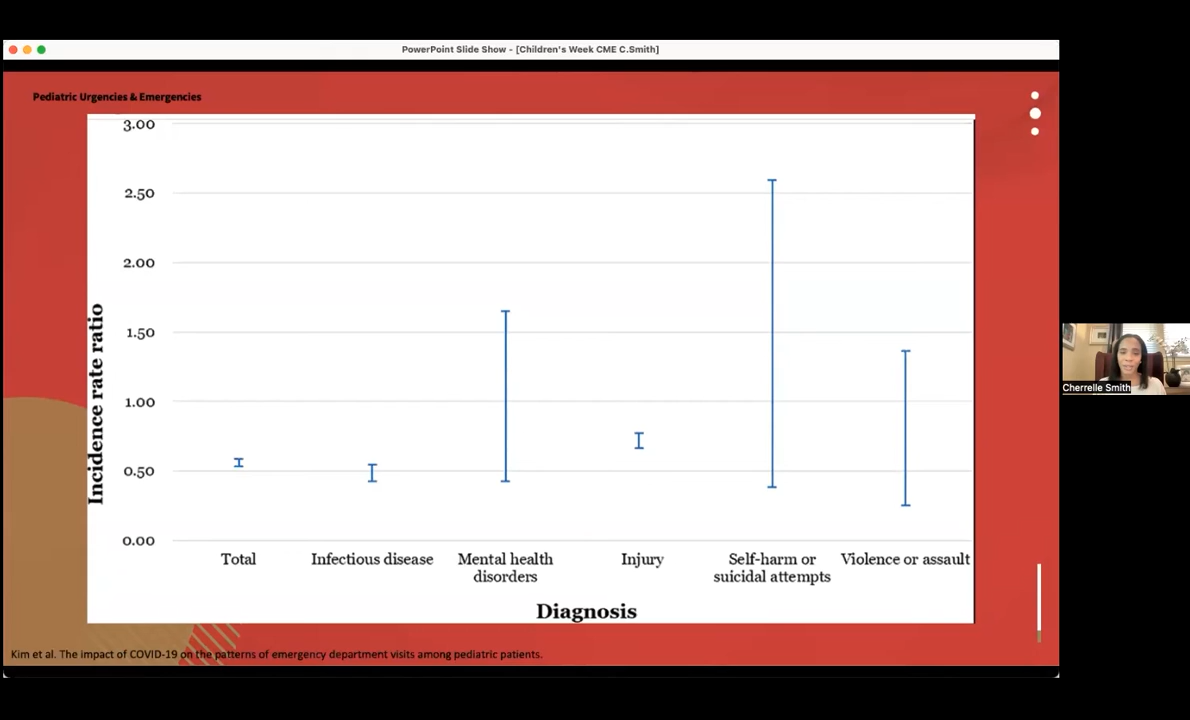 PowerPoint Slide Show - [Children's Week CME C.Smith]
Pediatric Urgencies & Emergencies
3.00
2.50
2.00
1.50
1.00
0.50
0.00
Incidence rate ratio
Total
Infectious disease
Mental health
disorders
Injury
Self-harm or
suicidal attempts
Violence or assault
Diagnosis
Kim et al. The impact of COVID-19 on the patterns of emergency department visits among pediatric patients.
Cherrelle Smith